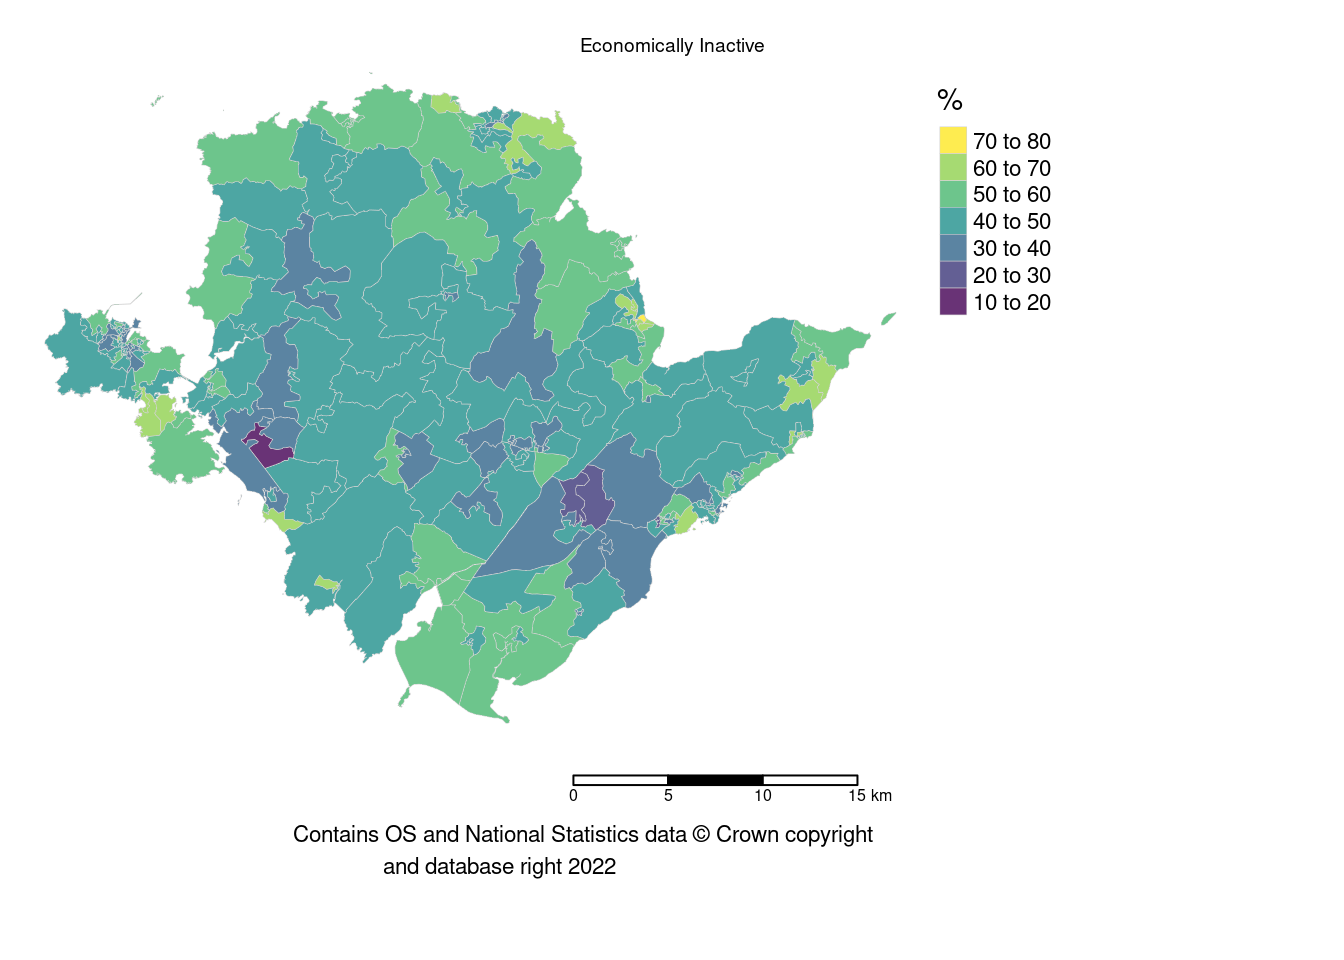 Economically Inactive
%
70 to 80
60 to 70
50 to 60
40 to 50
30 to 40
20 to 30
10 to 20
0 5 10 15 km
Contains OS and National Statistics data © Crown copyright
and database right 2022